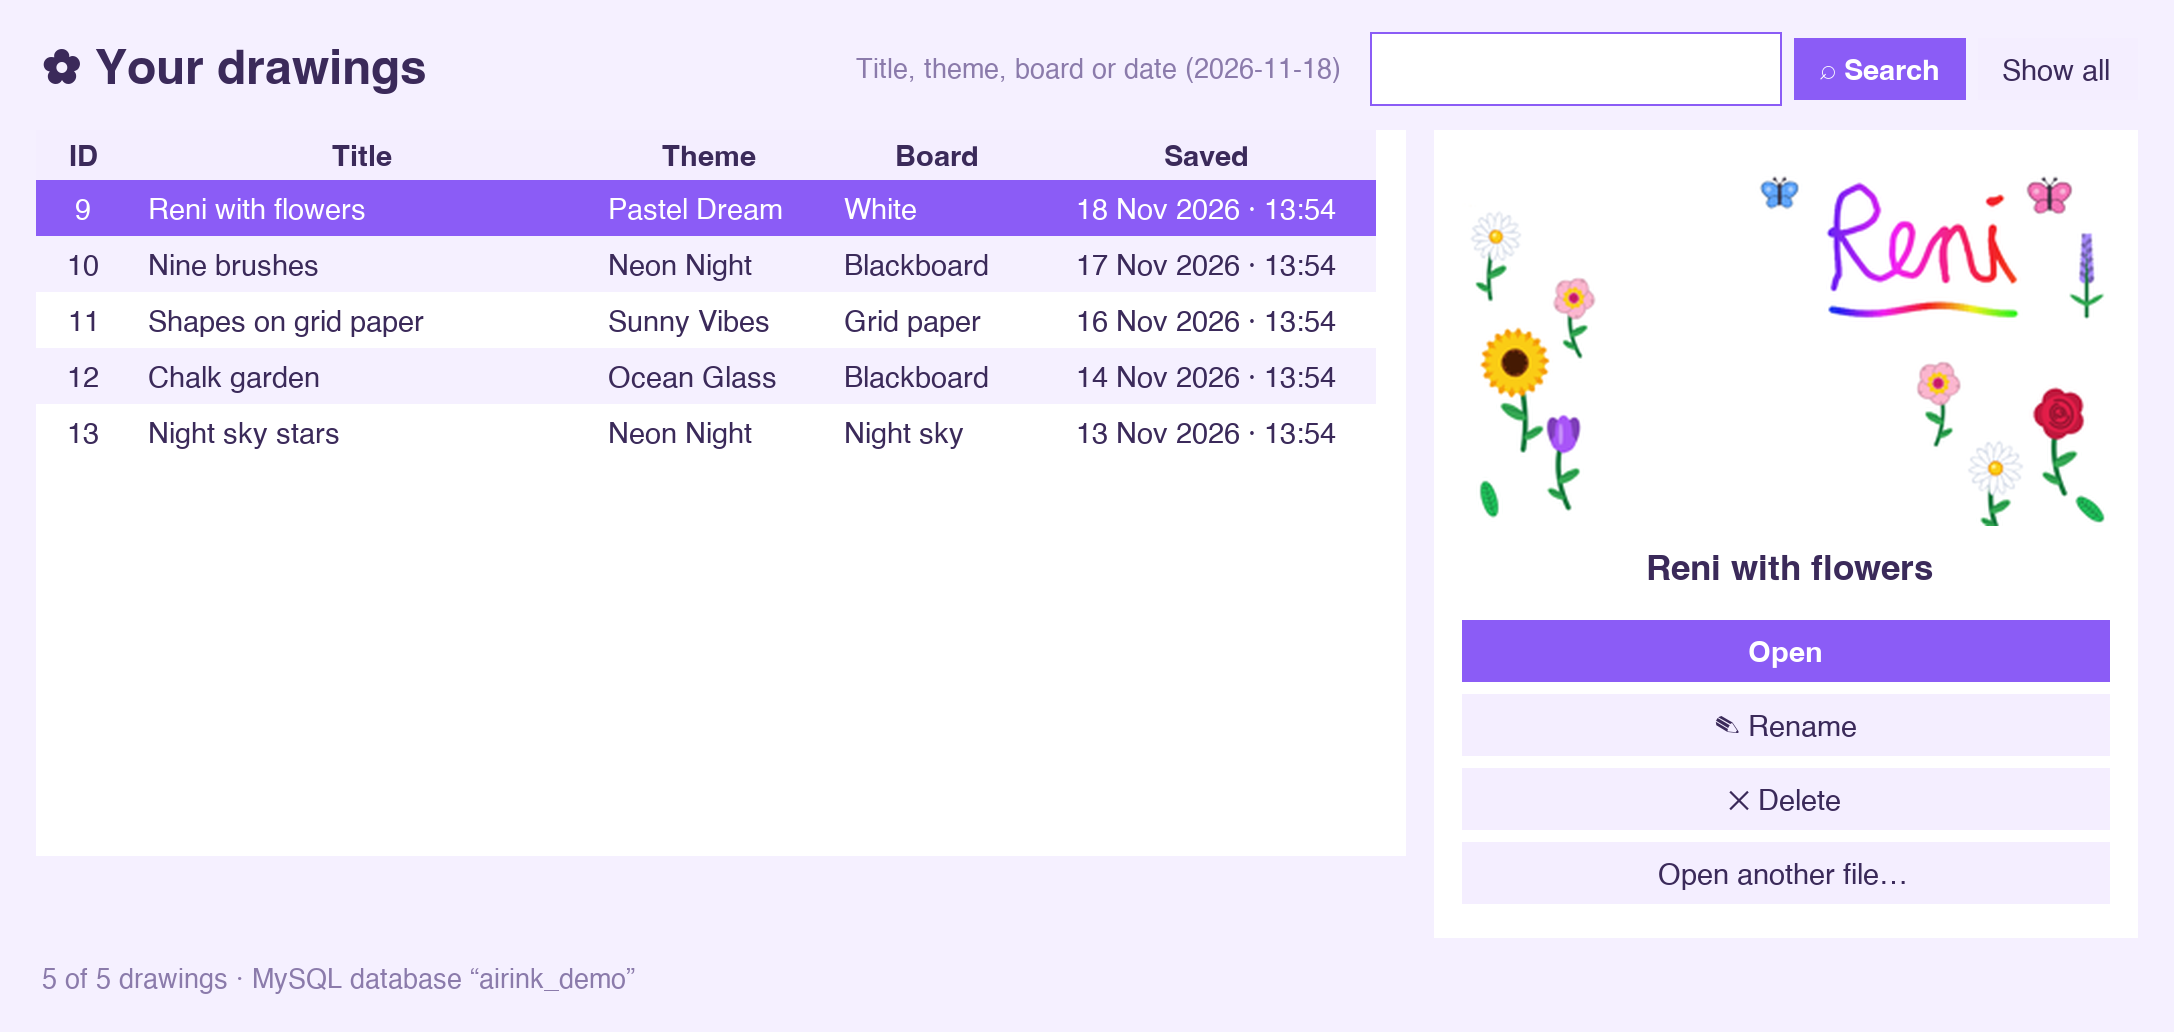 ✿ Your drawings
Title, theme, board or date (2026-11-18)
⌕ Search
Show all
ID Title Theme Board Saved
9 Reni with flowers Pastel Dream White 18 Nov 2026 · 13:54
10 Nine brushes Neon Night Blackboard 17 Nov 2026 · 13:54
11 Shapes on grid paper Sunny Vibes Grid paper 16 Nov 2026 · 13:54
12 Chalk garden Ocean Glass Blackboard 14 Nov 2026 · 13:54
13 Night sky stars Neon Night Night sky 13 Nov 2026 · 13:54
Reni
Reni with flowers
Open
✎ Rename
✕ Delete
Open another file…
5 of 5 drawings · MySQL database “airink_demo”